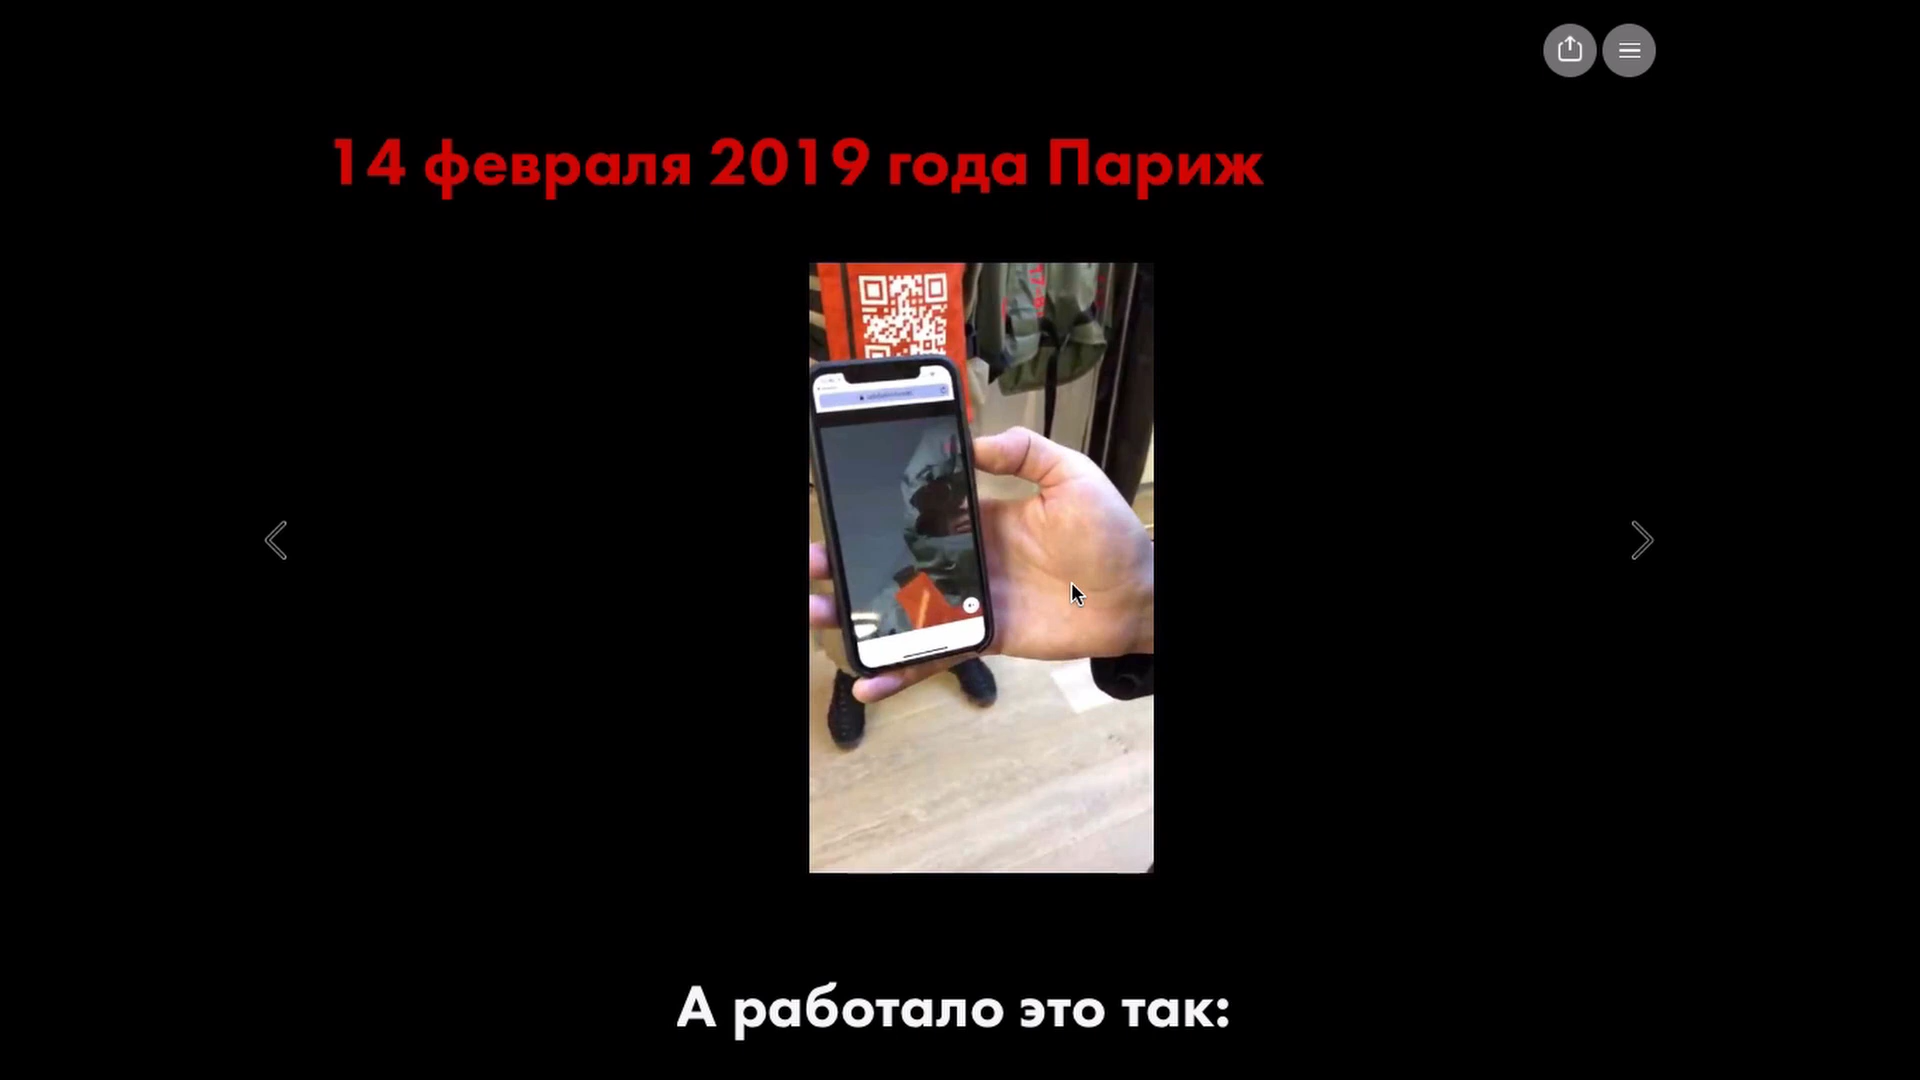 14 февраля 2019 года Париж
А работало это так: